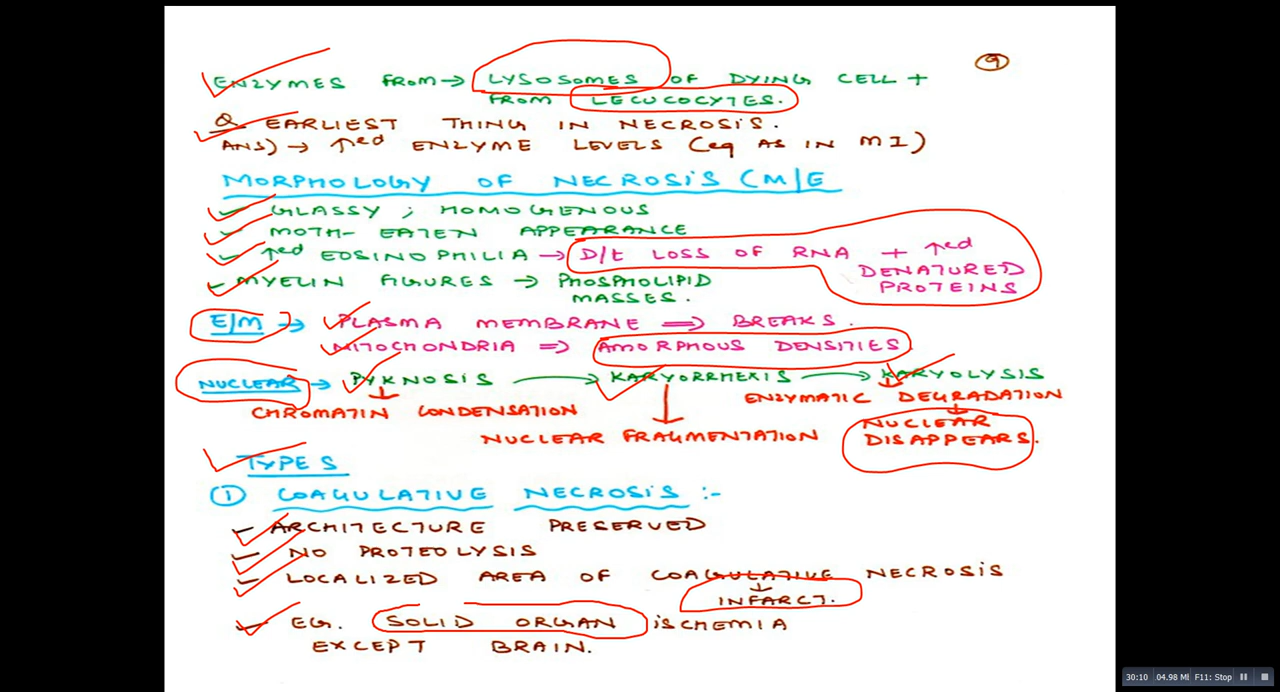 9
ENZYMES FROM → LYSOSOMES OF DYING CELL +
FROM LECUCOCYTES.
Q EARLIEST THING IN NECROSIS.
ANS) → ↑ed ENZYME LEVELS (eg AS IN MI)
MORPHOLOGY OF NECROSIS (M/E
- GLASSY ; HOMOGENOUS
- MOTH-EATEN APPEARANCE
- ↑ed EOSINOPHILIA → D/t LOSS OF RNA + ↑ed
DENATURED
PROTEINS
- MYELIN FIGURES → PHOSPHOLIPID
MASSES.
E/M → PLASMA MEMBRANE ⇒ BREAKS.
MITOCHONDRIA ⇒ AMORPHOUS DENSITIES
NUCLEAR → PYKNOSIS → KARYORRHEXIS → KARYOLYSIS
ENZYMATIC DEGRADATION
CHROMATIN CONDENSATION
NUCLEAR
NUCLEAR FRAGMENTATION
DISAPPEARS.
TYPES
① COAGULATIVE NECROSIS :-
- ARCHITECTURE PRESERVED
- NO PROTEOLYSIS
- LOCALIZED AREA OF COAGULATIVE NECROSIS
↓
INFARCT.
- EG. SOLID ORGAN ISCHEMIA
EXCEPT BRAIN.
30:10 04.98 MI F11: Stop